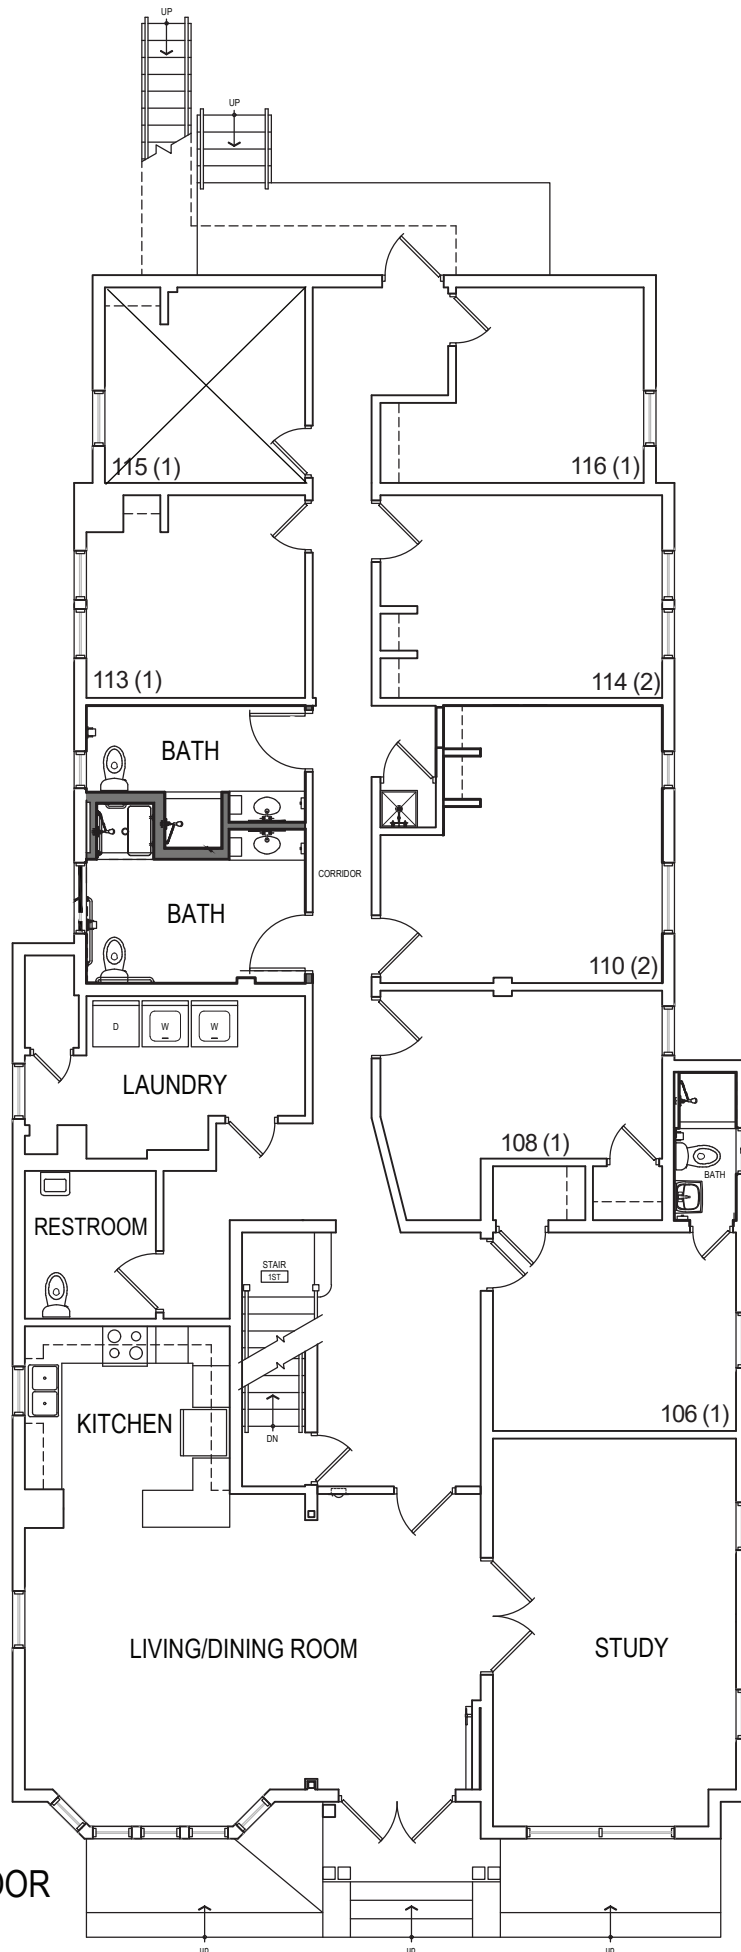 UP
UP
115 (1)
116 (1)
113 (1)
114 (2)
BATH
CORRIDOR
BATH
110 (2)
D
W
W
LAUNDRY
108 (1)
BATH
RESTROOM
STAIR
1ST
106 (1)
KITCHEN
DN
LIVING/DINING ROOM
STUDY
UP
UP
UP